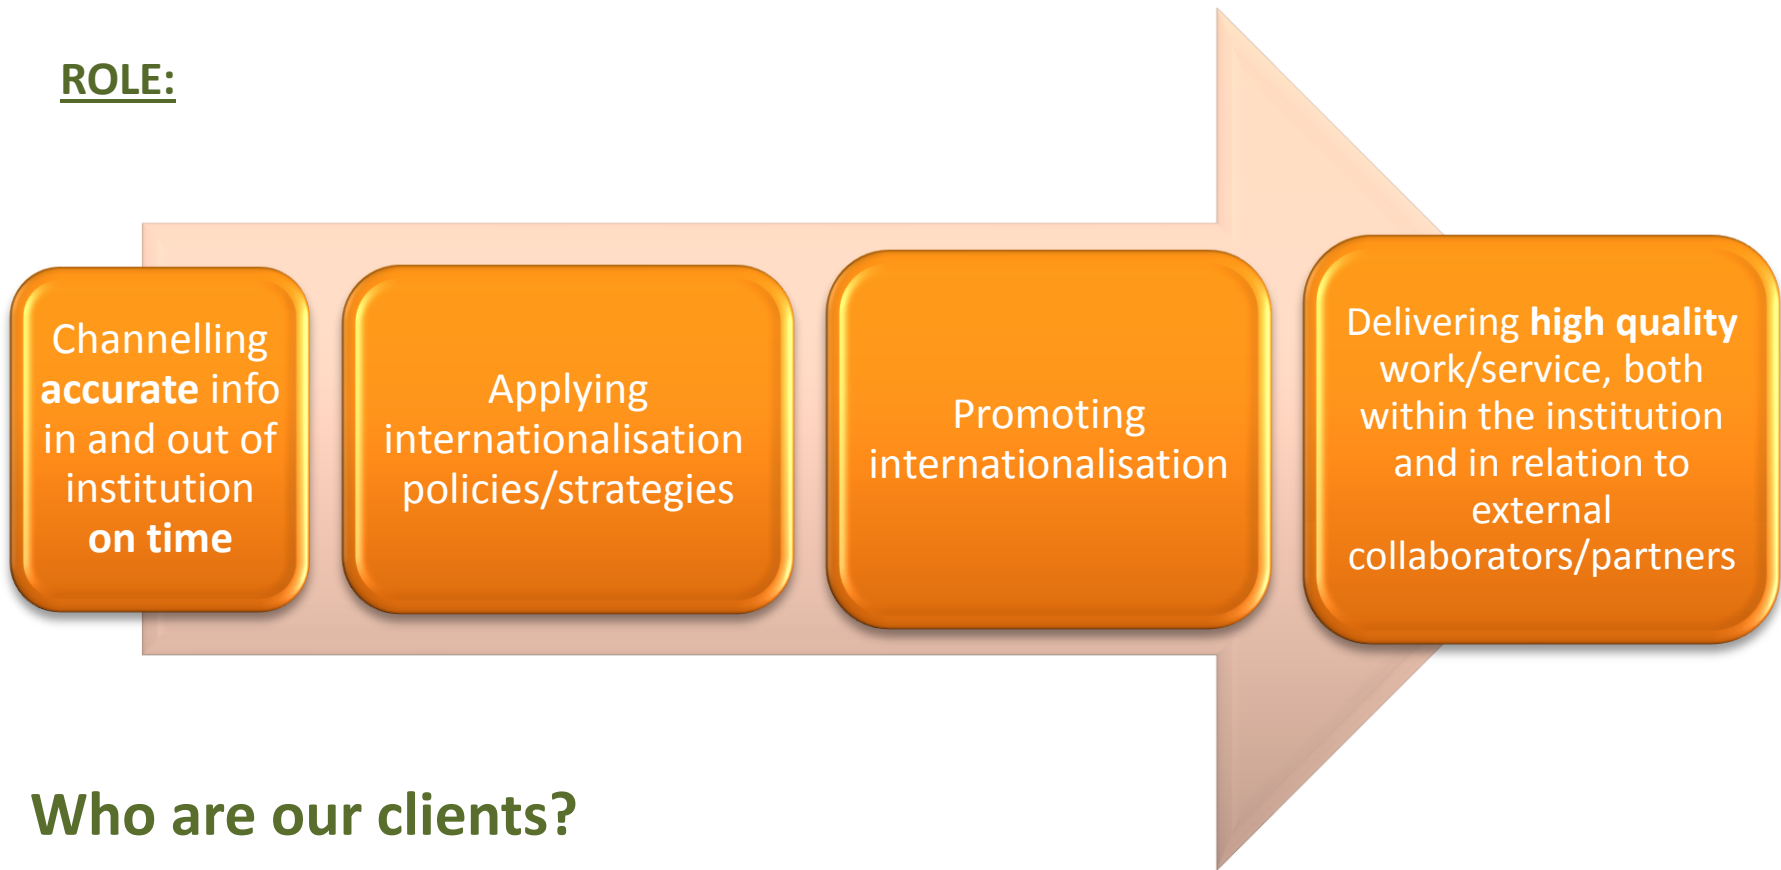 ROLE:
Channelling
accurate info
in and out of
institution
on time
Applying
internationalisation
policies/strategies
Promoting
internationalisation
Delivering high quality
work/service, both
within the institution
and in relation to
external
collaborators/partners
Who are our clients?